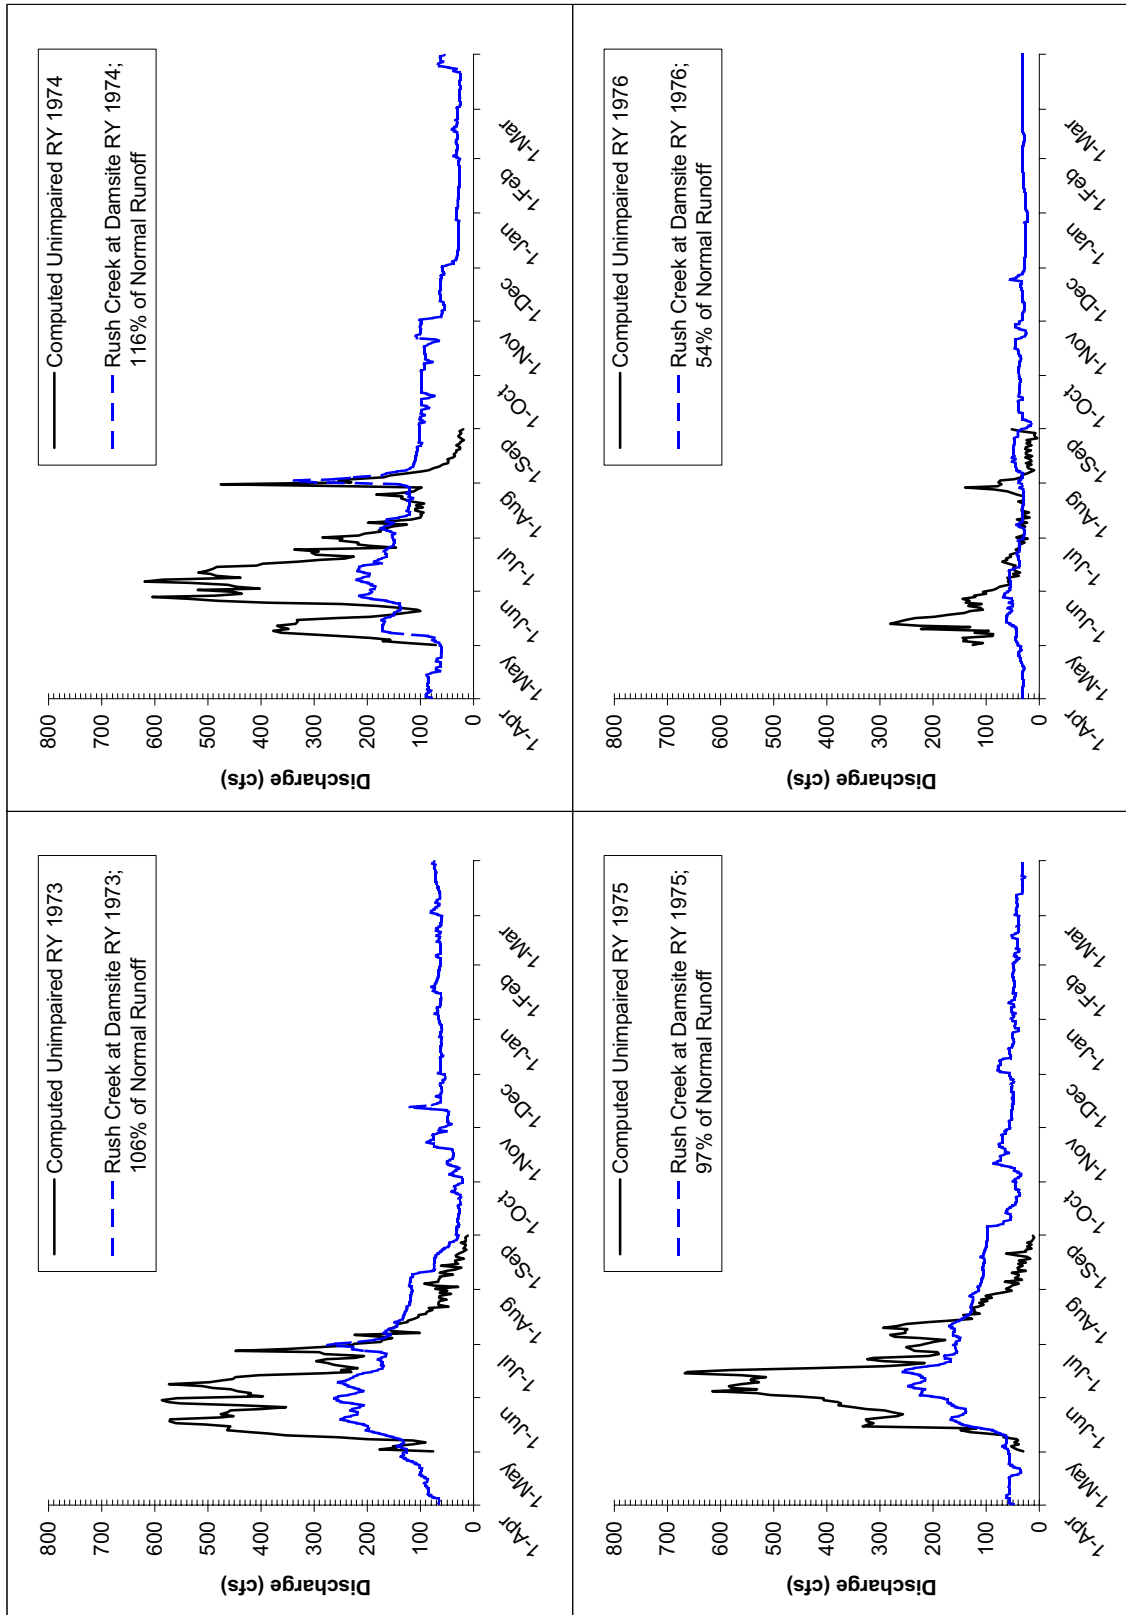 Computed Unimpaired RY 1973
Rush Creek at Damsite RY 1973;
106% of Normal Runoff
Discharge (cfs)
800
700
600
500
400
300
200
100
0
1-Apr
1-May
1-Jun
1-Jul
1-Aug
1-Sep
1-Oct
1-Nov
1-Dec
1-Jan
1-Feb
1-Mar
Computed Unimpaired RY 1974
Rush Creek at Damsite RY 1974;
116% of Normal Runoff
Discharge (cfs)
800
700
600
500
400
300
200
100
0
1-Apr
1-May
1-Jun
1-Jul
1-Aug
1-Sep
1-Oct
1-Nov
1-Dec
1-Jan
1-Feb
1-Mar
Computed Unimpaired RY 1975
Rush Creek at Damsite RY 1975;
97% of Normal Runoff
Discharge (cfs)
800
700
600
500
400
300
200
100
0
1-Apr
1-May
1-Jun
1-Jul
1-Aug
1-Sep
1-Oct
1-Nov
1-Dec
1-Jan
1-Feb
1-Mar
Computed Unimpaired RY 1976
Rush Creek at Damsite RY 1976;
54% of Normal Runoff
Discharge (cfs)
800
700
600
500
400
300
200
100
0
1-Apr
1-May
1-Jun
1-Jul
1-Aug
1-Sep
1-Oct
1-Nov
1-Dec
1-Jan
1-Feb
1-Mar